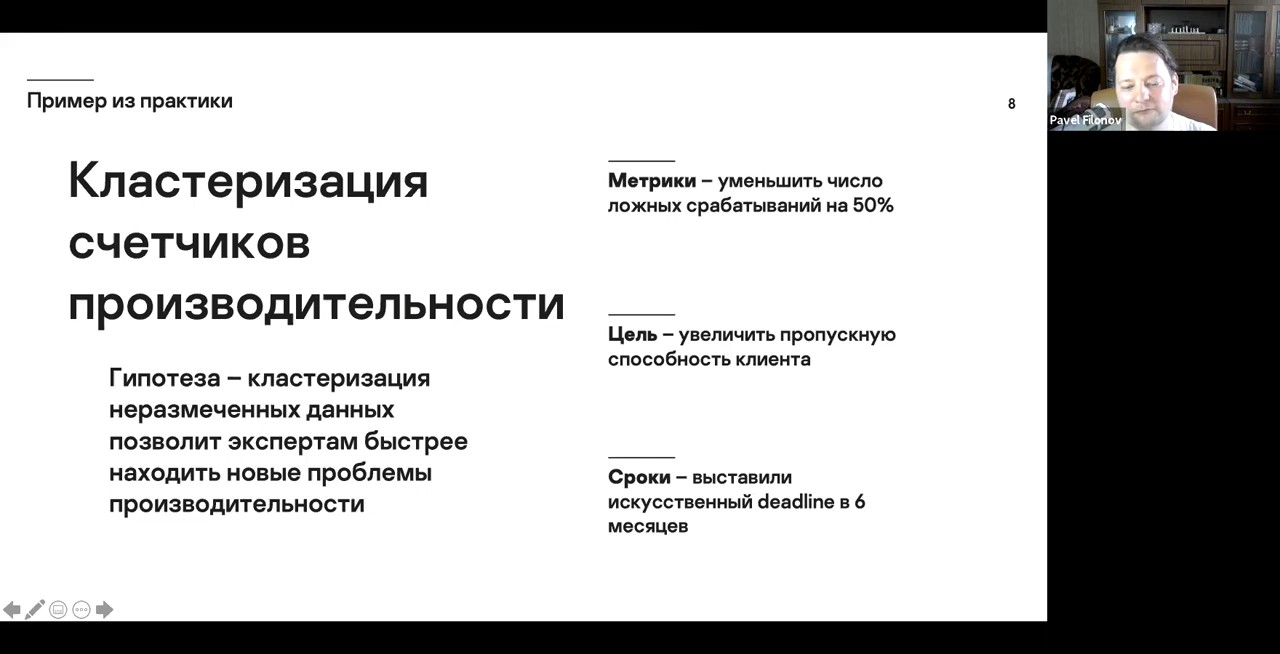 Пример из практики
8
Кластеризация
счетчиков
производительности
Гипотеза – кластеризация
неразмеченных данных
позволит экспертам быстрее
находить новые проблемы
производительности
Метрики – уменьшить число
ложных срабатываний на 50%
Цель – увеличить пропускную
способность клиента
Сроки – выставили
искусственный deadline в 6
месяцев
Pavel Filonov